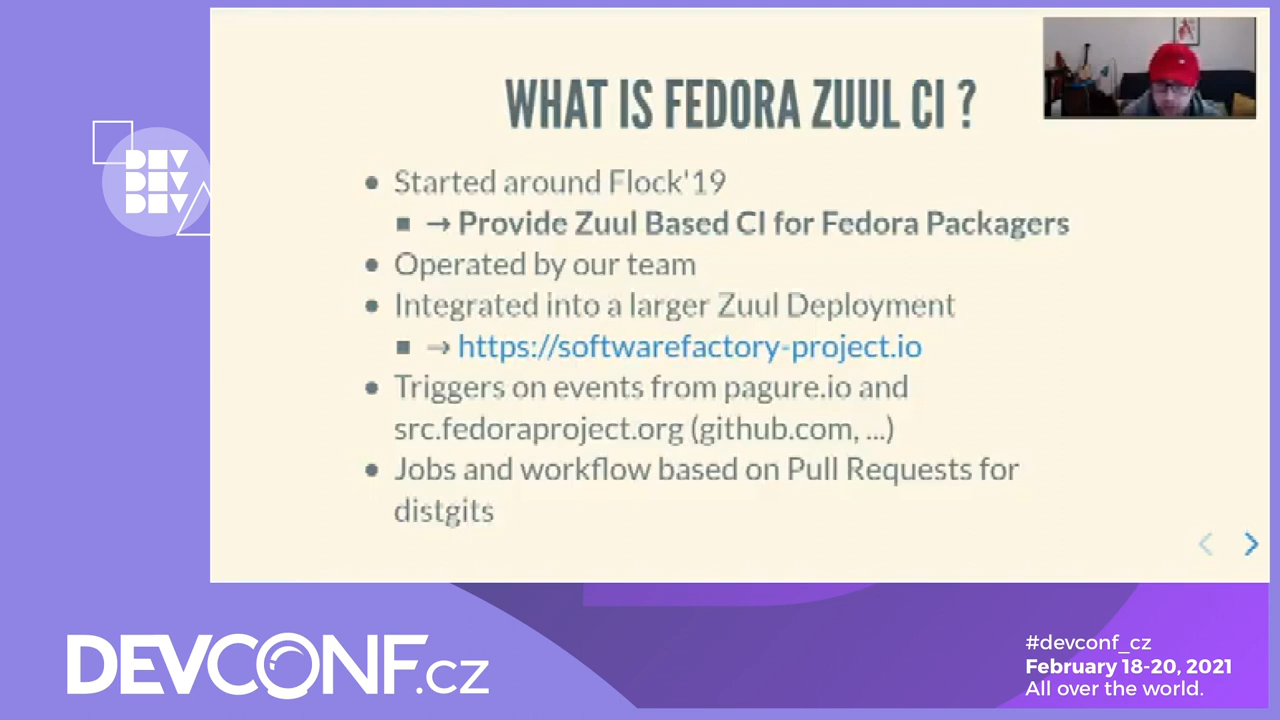 WHAT IS FEDORA ZUUL CI ?
• Started around Flock'19
■ → Provide Zuul Based CI for Fedora Packagers
• Operated by our team
• Integrated into a larger Zuul Deployment
■ → https://softwarefactory-project.io
• Triggers on events from pagure.io and
src.fedoraproject.org (github.com, ...)
• Jobs and workflow based on Pull Requests for
distgits
DEV
DEV
DEV
DEVCONF.cz
#devconf_cz
February 18-20, 2021
All over the world.